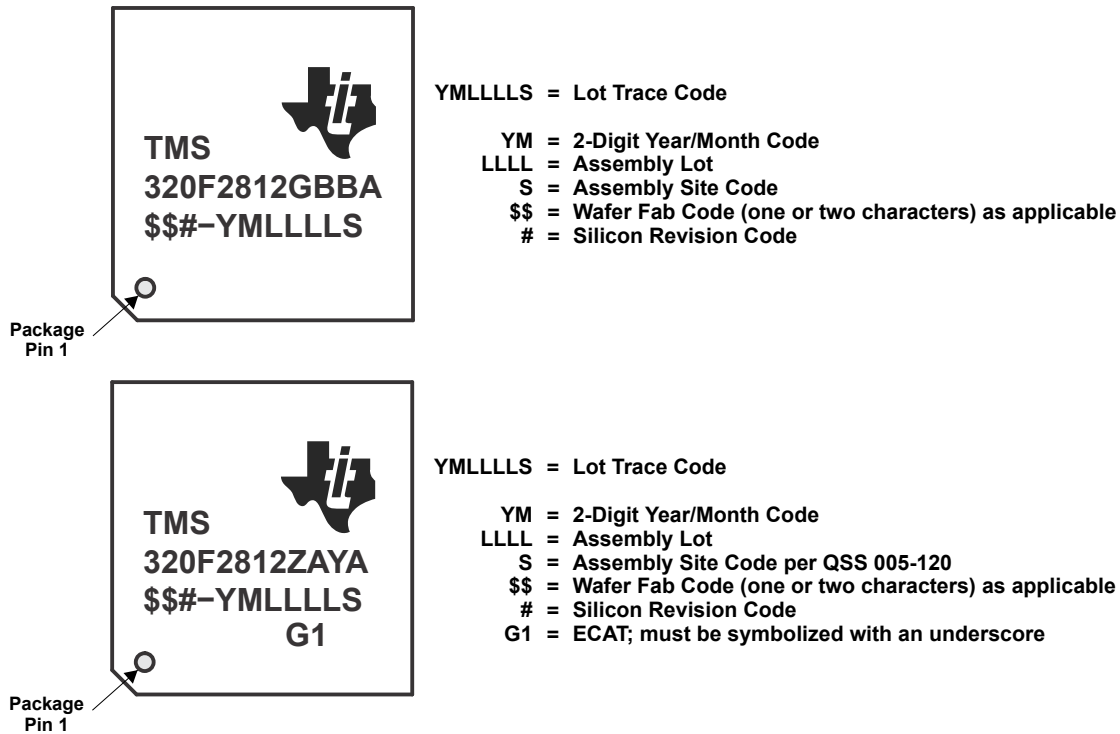 TMS
320F2812GBBA
$$#−YMLLLLS
Package
Pin 1
YMLLLLS = Lot Trace Code
YM = 2-Digit Year/Month Code
LLLL = Assembly Lot
S = Assembly Site Code
$$ = Wafer Fab Code (one or two characters) as applicable
# = Silicon Revision Code
TMS
320F2812ZAYA
$$#−YMLLLLS
G1
Package
Pin 1
YMLLLLS = Lot Trace Code
YM = 2-Digit Year/Month Code
LLLL = Assembly Lot
S = Assembly Site Code per QSS 005-120
$$ = Wafer Fab Code (one or two characters) as applicable
# = Silicon Revision Code
G1 = ECAT; must be symbolized with an underscore